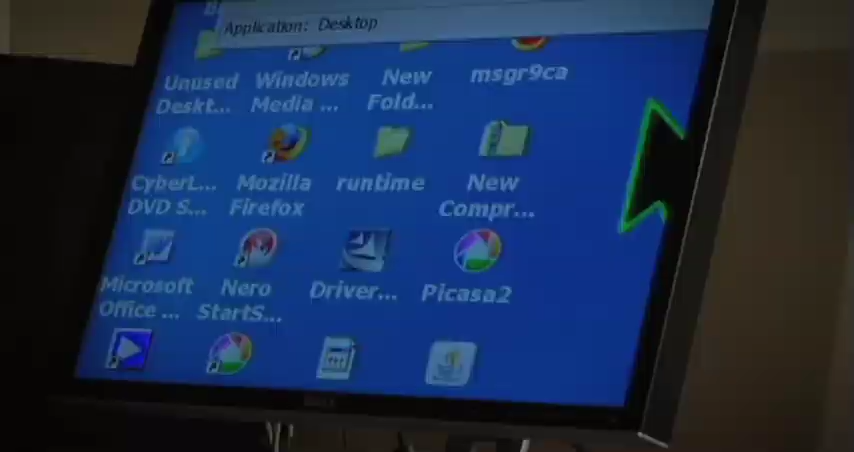 Application: Desktop
Unused Windows New msgr9ca
Deskt... Media ... Fold...
CyberL... Mozilla runtime New
DVD S... Firefox Compr...
Microsoft Nero Driver... Picasa2
Office ... StartS...
DELL